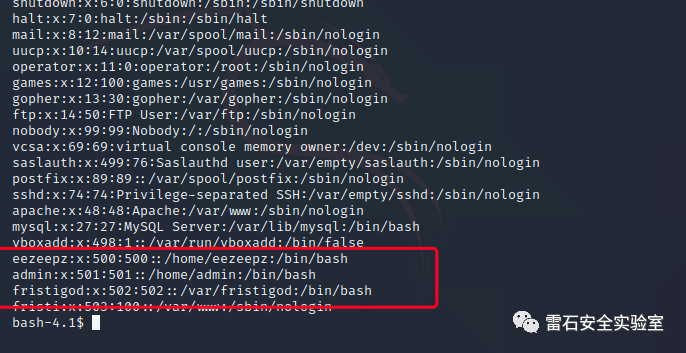 shutdown:x:6:0:shutdown:/sbin:/sbin/shutdown
halt:x:7:0:halt:/sbin:/sbin/halt
mail:x:8:12:mail:/var/spool/mail:/sbin/nologin
uucp:x:10:14:uucp:/var/spool/uucp:/sbin/nologin
operator:x:11:0:operator:/root:/sbin/nologin
games:x:12:100:games:/usr/games:/sbin/nologin
gopher:x:13:30:gopher:/var/gopher:/sbin/nologin
ftp:x:14:50:FTP User:/var/ftp:/sbin/nologin
nobody:x:99:99:Nobody:/:/sbin/nologin
vcsa:x:69:69:virtual console memory owner:/dev:/sbin/nologin
saslauth:x:499:76:Saslauthd user:/var/empty/saslauth:/sbin/nologin
postfix:x:89:89::/var/spool/postfix:/sbin/nologin
sshd:x:74:74:Privilege-separated SSH:/var/empty/sshd:/sbin/nologin
apache:x:48:48:Apache:/var/www:/sbin/nologin
mysql:x:27:27:MySQL Server:/var/lib/mysql:/bin/bash
vboxadd:x:498:1::/var/run/vboxadd:/bin/false
eezeepz:x:500:500::/home/eezeepz:/bin/bash
admin:x:501:501::/home/admin:/bin/bash
fristigod:x:502:502::/var/fristigod:/bin/bash
fristi:x:503:100::/var/www:/sbin/nologin
bash-4.1$
雷石安全实验室